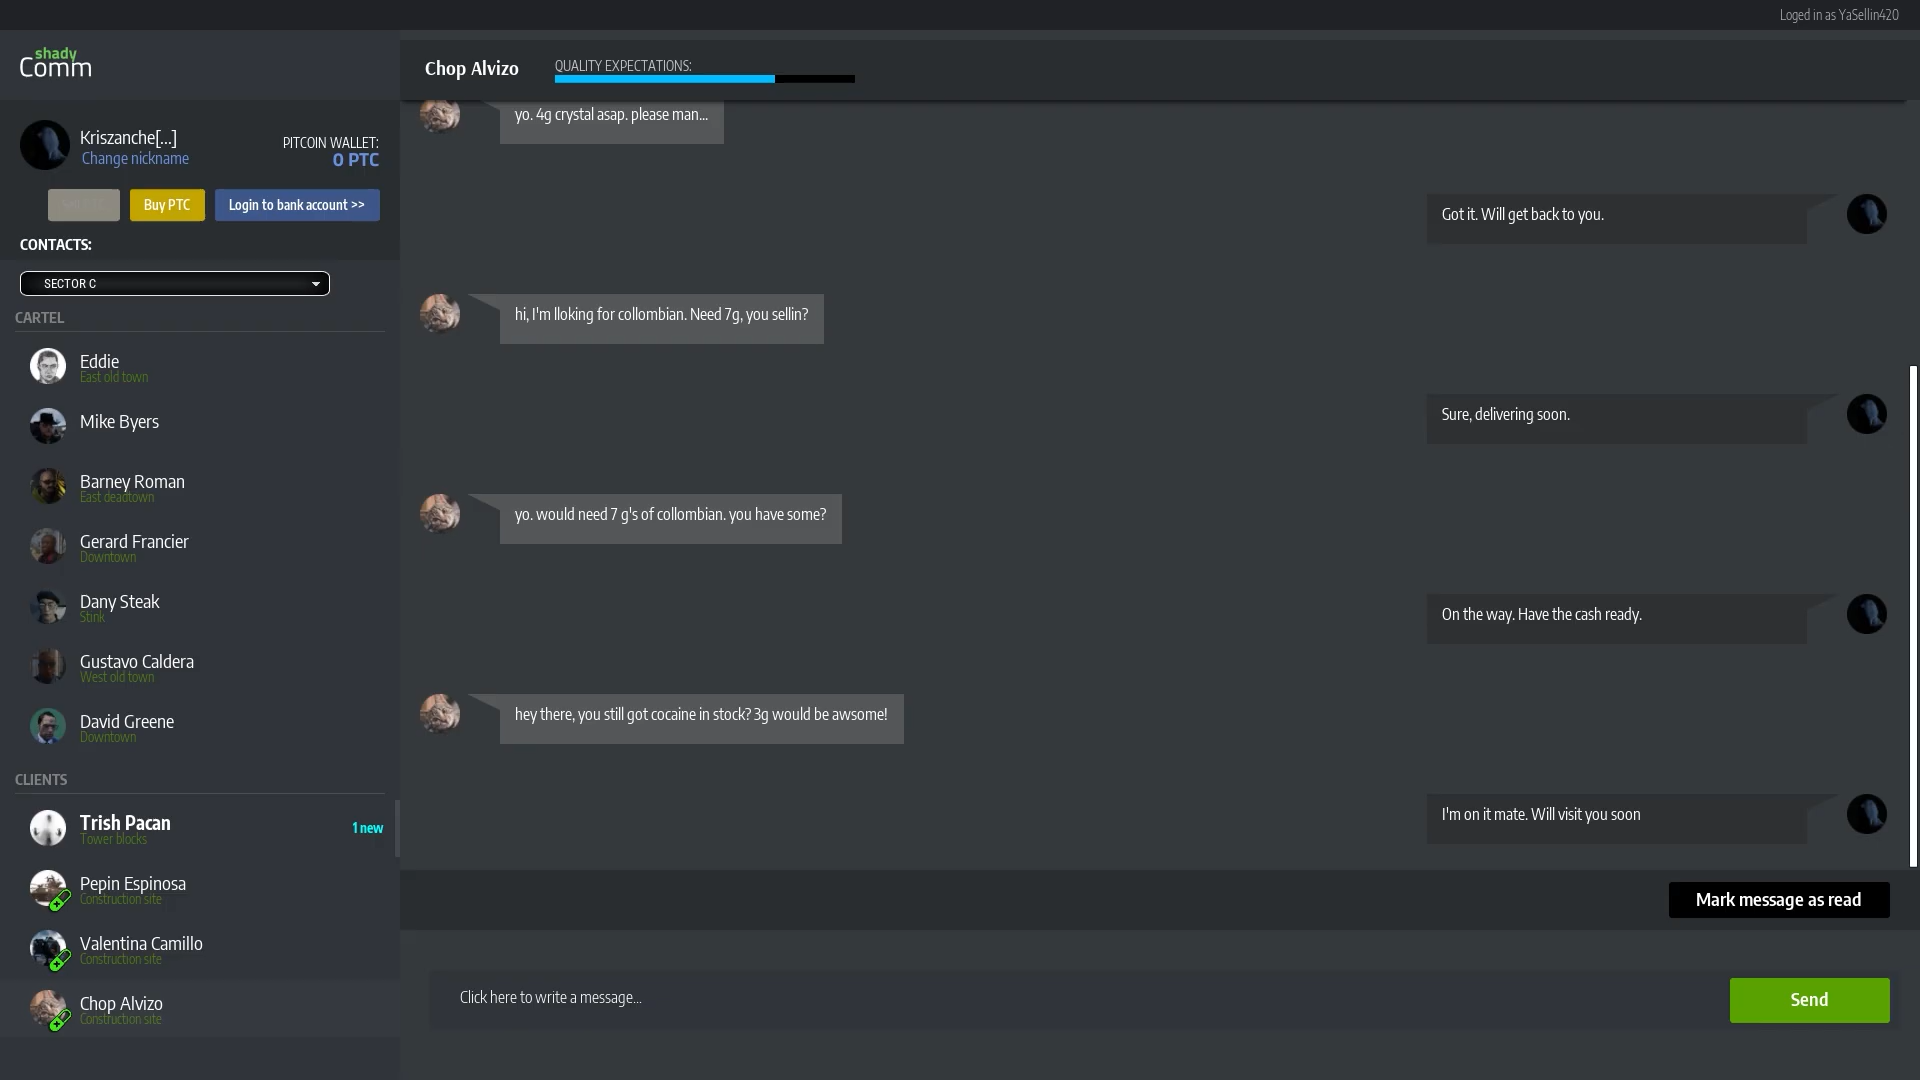 Loged in as YaSellin420
shady
Comm
Chop Alvizo
QUALITY EXPECTATIONS:
Kriszanche[...]
Change nickname
PITCOIN WALLET:
0 PTC
Buy PTC
Login to bank account >>
CONTACTS:
SECTOR C
CARTEL
Eddie
East old town
Mike Byers
Barney Roman
East deadtown
Gerard Francier
Downtown
Dany Steak
Stink
Gustavo Caldera
West old town
David Greene
Downtown
CLIENTS
Trish Pacan
Tower blocks
1 new
Pepin Espinosa
Construction site
Valentina Camillo
Construction site
Chop Alvizo
Construction site
yo. 4g crystal asap. please man...
Got it. Will get back to you.
hi, I'm lloking for collombian. Need 7g, you sellin?
Sure, delivering soon.
yo. would need 7 g's of collombian. you have some?
On the way. Have the cash ready.
hey there, you still got cocaine in stock? 3g would be awsome!
I'm on it mate. Will visit you soon
Mark message as read
Click here to write a message...
Send